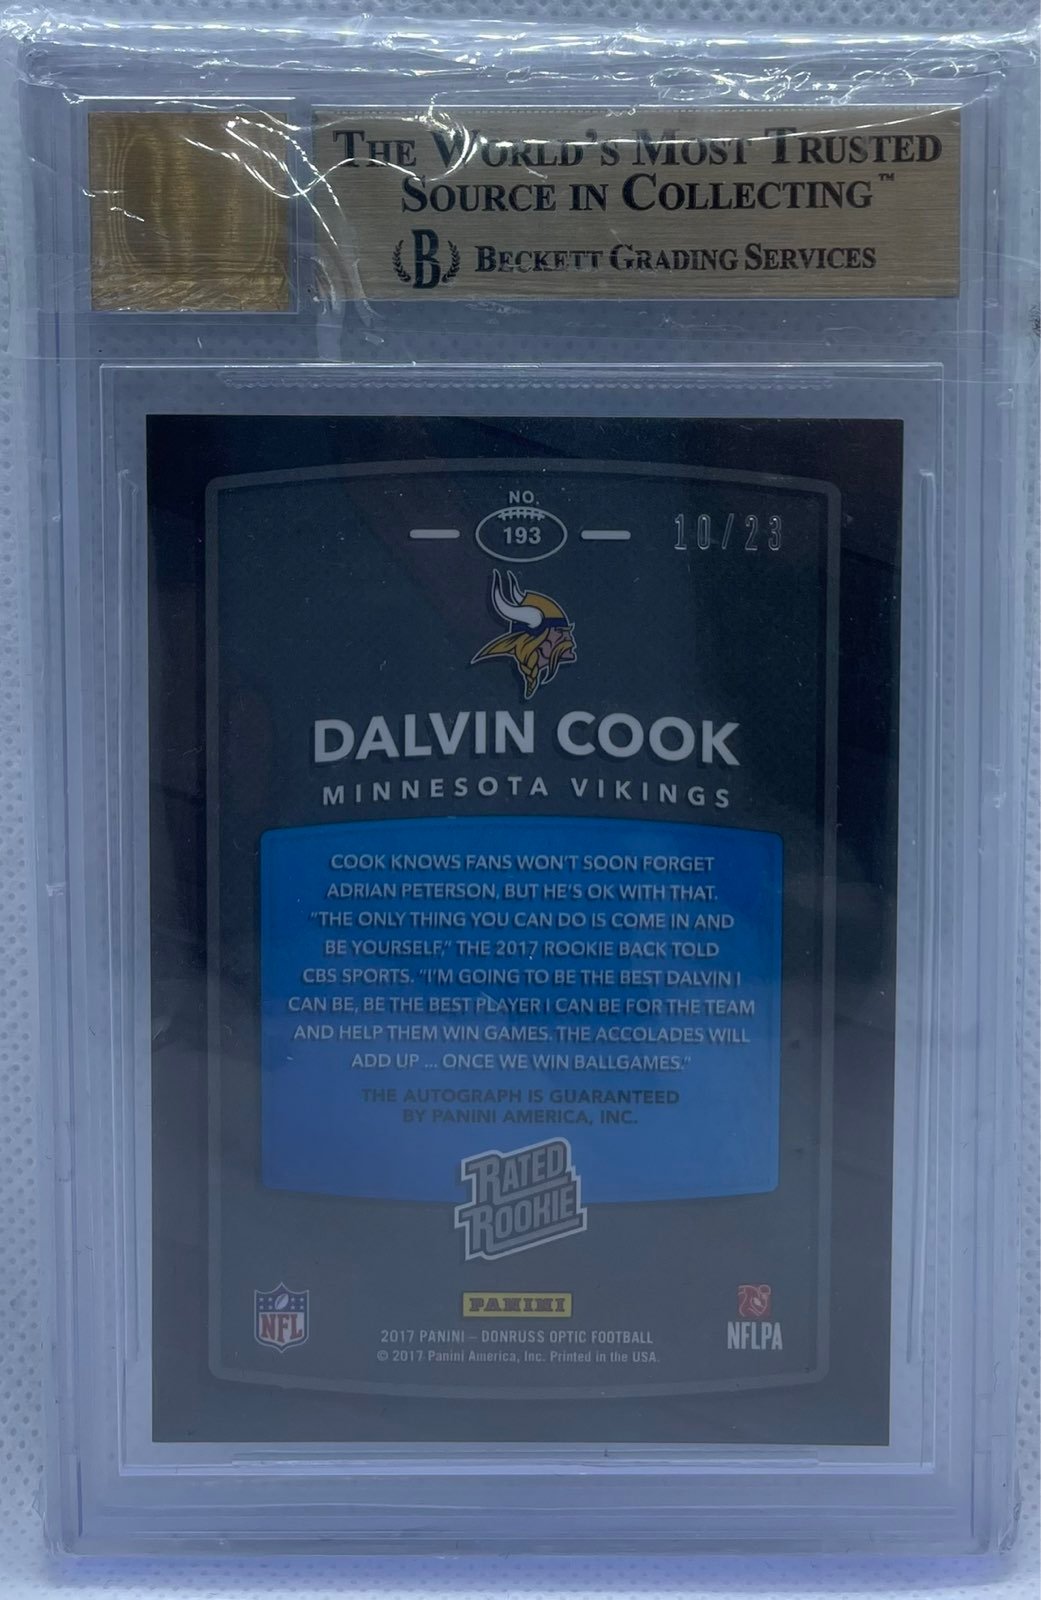 THE WORLD'S MOST TRUSTED
SOURCE IN COLLECTING™
B BECKETT GRADING SERVICES
NO.
193
10/23
DALVIN COOK
MINNESOTA VIKINGS
COOK KNOWS FANS WON'T SOON FORGET
ADRIAN PETERSON, BUT HE'S OK WITH THAT.
"THE ONLY THING YOU CAN DO IS COME IN AND
BE YOURSELF," THE 2017 ROOKIE BACK TOLD
CBS SPORTS. "I'M GOING TO BE THE BEST DALVIN I
CAN BE, BE THE BEST PLAYER I CAN BE FOR THE TEAM
AND HELP THEM WIN GAMES. THE ACCOLADES WILL
ADD UP ... ONCE WE WIN BALLGAMES."
THE AUTOGRAPH IS GUARANTEED
BY PANINI AMERICA, INC.
RATED
ROOKIE
NFL
PANINI
NFLPA
2017 PANINI – DONRUSS OPTIC FOOTBALL
© 2017 Panini America, Inc. Printed in the USA.